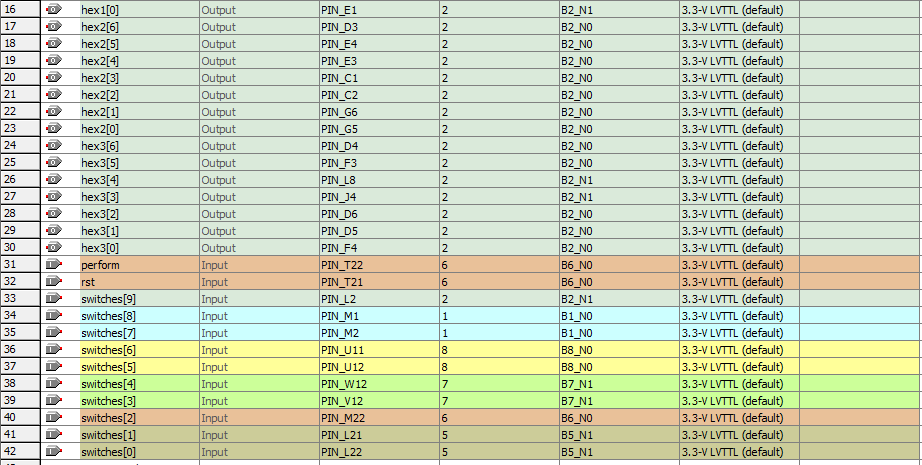 16 hex1[0] Output PIN_E1 2 B2_N1 3.3-V LVTTL (default)
17 hex2[6] Output PIN_D3 2 B2_N0 3.3-V LVTTL (default)
18 hex2[5] Output PIN_E4 2 B2_N0 3.3-V LVTTL (default)
19 hex2[4] Output PIN_E3 2 B2_N0 3.3-V LVTTL (default)
20 hex2[3] Output PIN_C1 2 B2_N0 3.3-V LVTTL (default)
21 hex2[2] Output PIN_C2 2 B2_N0 3.3-V LVTTL (default)
22 hex2[1] Output PIN_G6 2 B2_N0 3.3-V LVTTL (default)
23 hex2[0] Output PIN_G5 2 B2_N0 3.3-V LVTTL (default)
24 hex3[6] Output PIN_D4 2 B2_N0 3.3-V LVTTL (default)
25 hex3[5] Output PIN_F3 2 B2_N0 3.3-V LVTTL (default)
26 hex3[4] Output PIN_L8 2 B2_N1 3.3-V LVTTL (default)
27 hex3[3] Output PIN_J4 2 B2_N1 3.3-V LVTTL (default)
28 hex3[2] Output PIN_D6 2 B2_N0 3.3-V LVTTL (default)
29 hex3[1] Output PIN_D5 2 B2_N0 3.3-V LVTTL (default)
30 hex3[0] Output PIN_F4 2 B2_N0 3.3-V LVTTL (default)
31 perform Input PIN_T22 6 B6_N0 3.3-V LVTTL (default)
32 rst Input PIN_T21 6 B6_N0 3.3-V LVTTL (default)
33 switches[9] Input PIN_L2 2 B2_N1 3.3-V LVTTL (default)
34 switches[8] Input PIN_M1 1 B1_N0 3.3-V LVTTL (default)
35 switches[7] Input PIN_M2 1 B1_N0 3.3-V LVTTL (default)
36 switches[6] Input PIN_U11 8 B8_N0 3.3-V LVTTL (default)
37 switches[5] Input PIN_U12 8 B8_N0 3.3-V LVTTL (default)
38 switches[4] Input PIN_W12 7 B7_N1 3.3-V LVTTL (default)
39 switches[3] Input PIN_V12 7 B7_N1 3.3-V LVTTL (default)
40 switches[2] Input PIN_M22 6 B6_N0 3.3-V LVTTL (default)
41 switches[1] Input PIN_L21 5 B5_N1 3.3-V LVTTL (default)
42 switches[0] Input PIN_L22 5 B5_N1 3.3-V LVTTL (default)